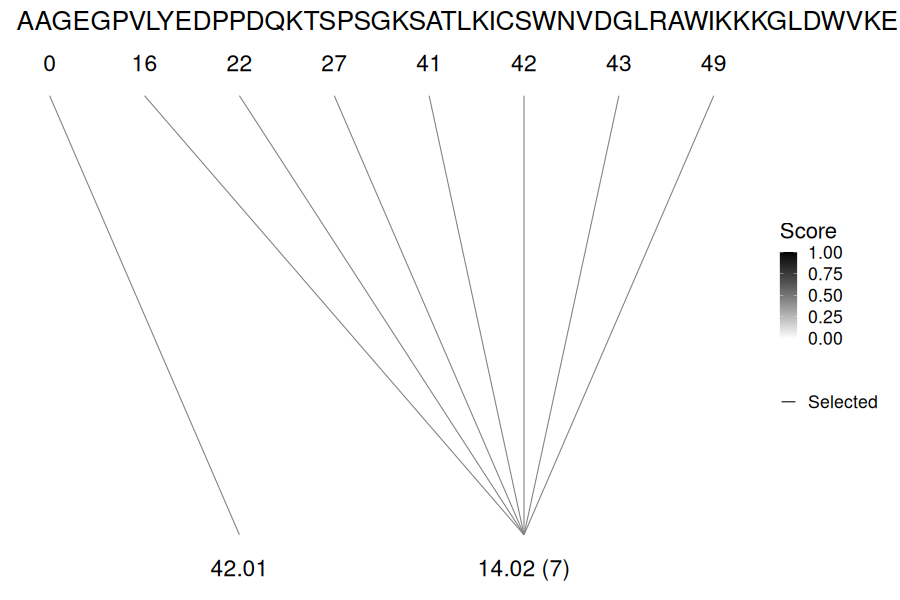 AAGEGPVLYEDPPDQKTSPSGKSATLKICSWNVDGLRAWIKKKGLDWVKE
0 16 22 27 41 42 43 49
Score
1.00
0.75
0.50
0.25
0.00
Selected
42.01 14.02 (7)